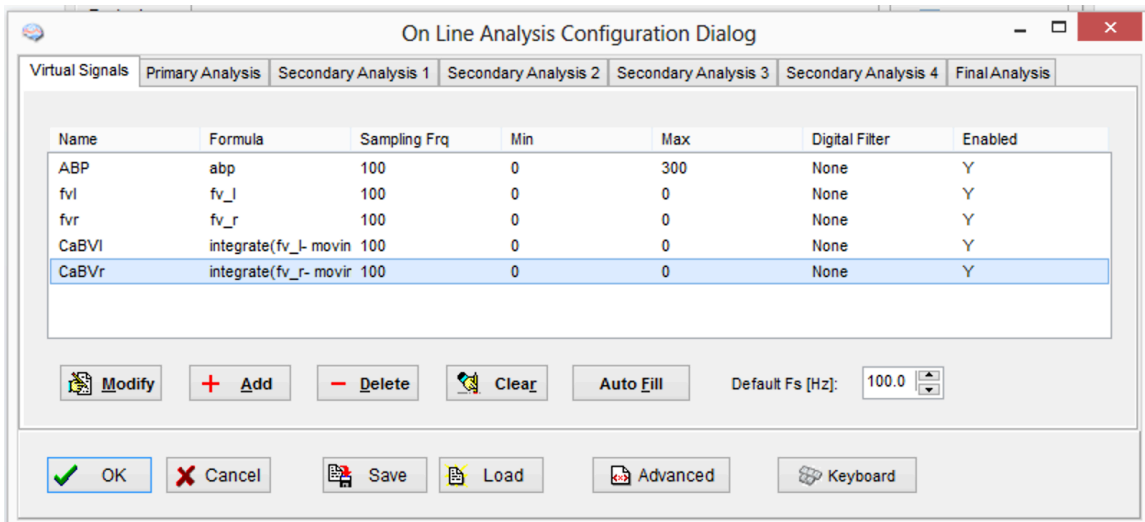 On Line Analysis Configuration Dialog
Virtual Signals Primary Analysis Secondary Analysis 1 Secondary Analysis 2 Secondary Analysis 3 Secondary Analysis 4 Final Analysis
Name Formula Sampling Frq Min Max Digital Filter Enabled
ABP abp 100 0 300 None Y
fvl fv_l 100 0 0 None Y
fvr fv_r 100 0 0 None Y
CaBVl integrate(fv_l- movin 100 0 0 None Y
CaBVr integrate(fv_r- movir 100 0 0 None Y
Modify Add Delete Clear Auto Fill Default Fs [Hz]: 100.0
OK Cancel Save Load Advanced Keyboard